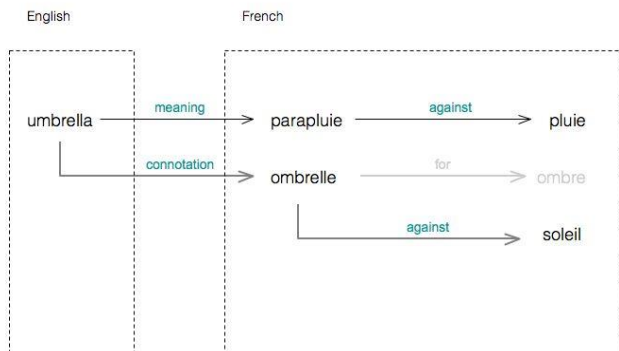 English French
umbrella meaning parapluie against pluie
connotation ombrelle for ombre
against soleil